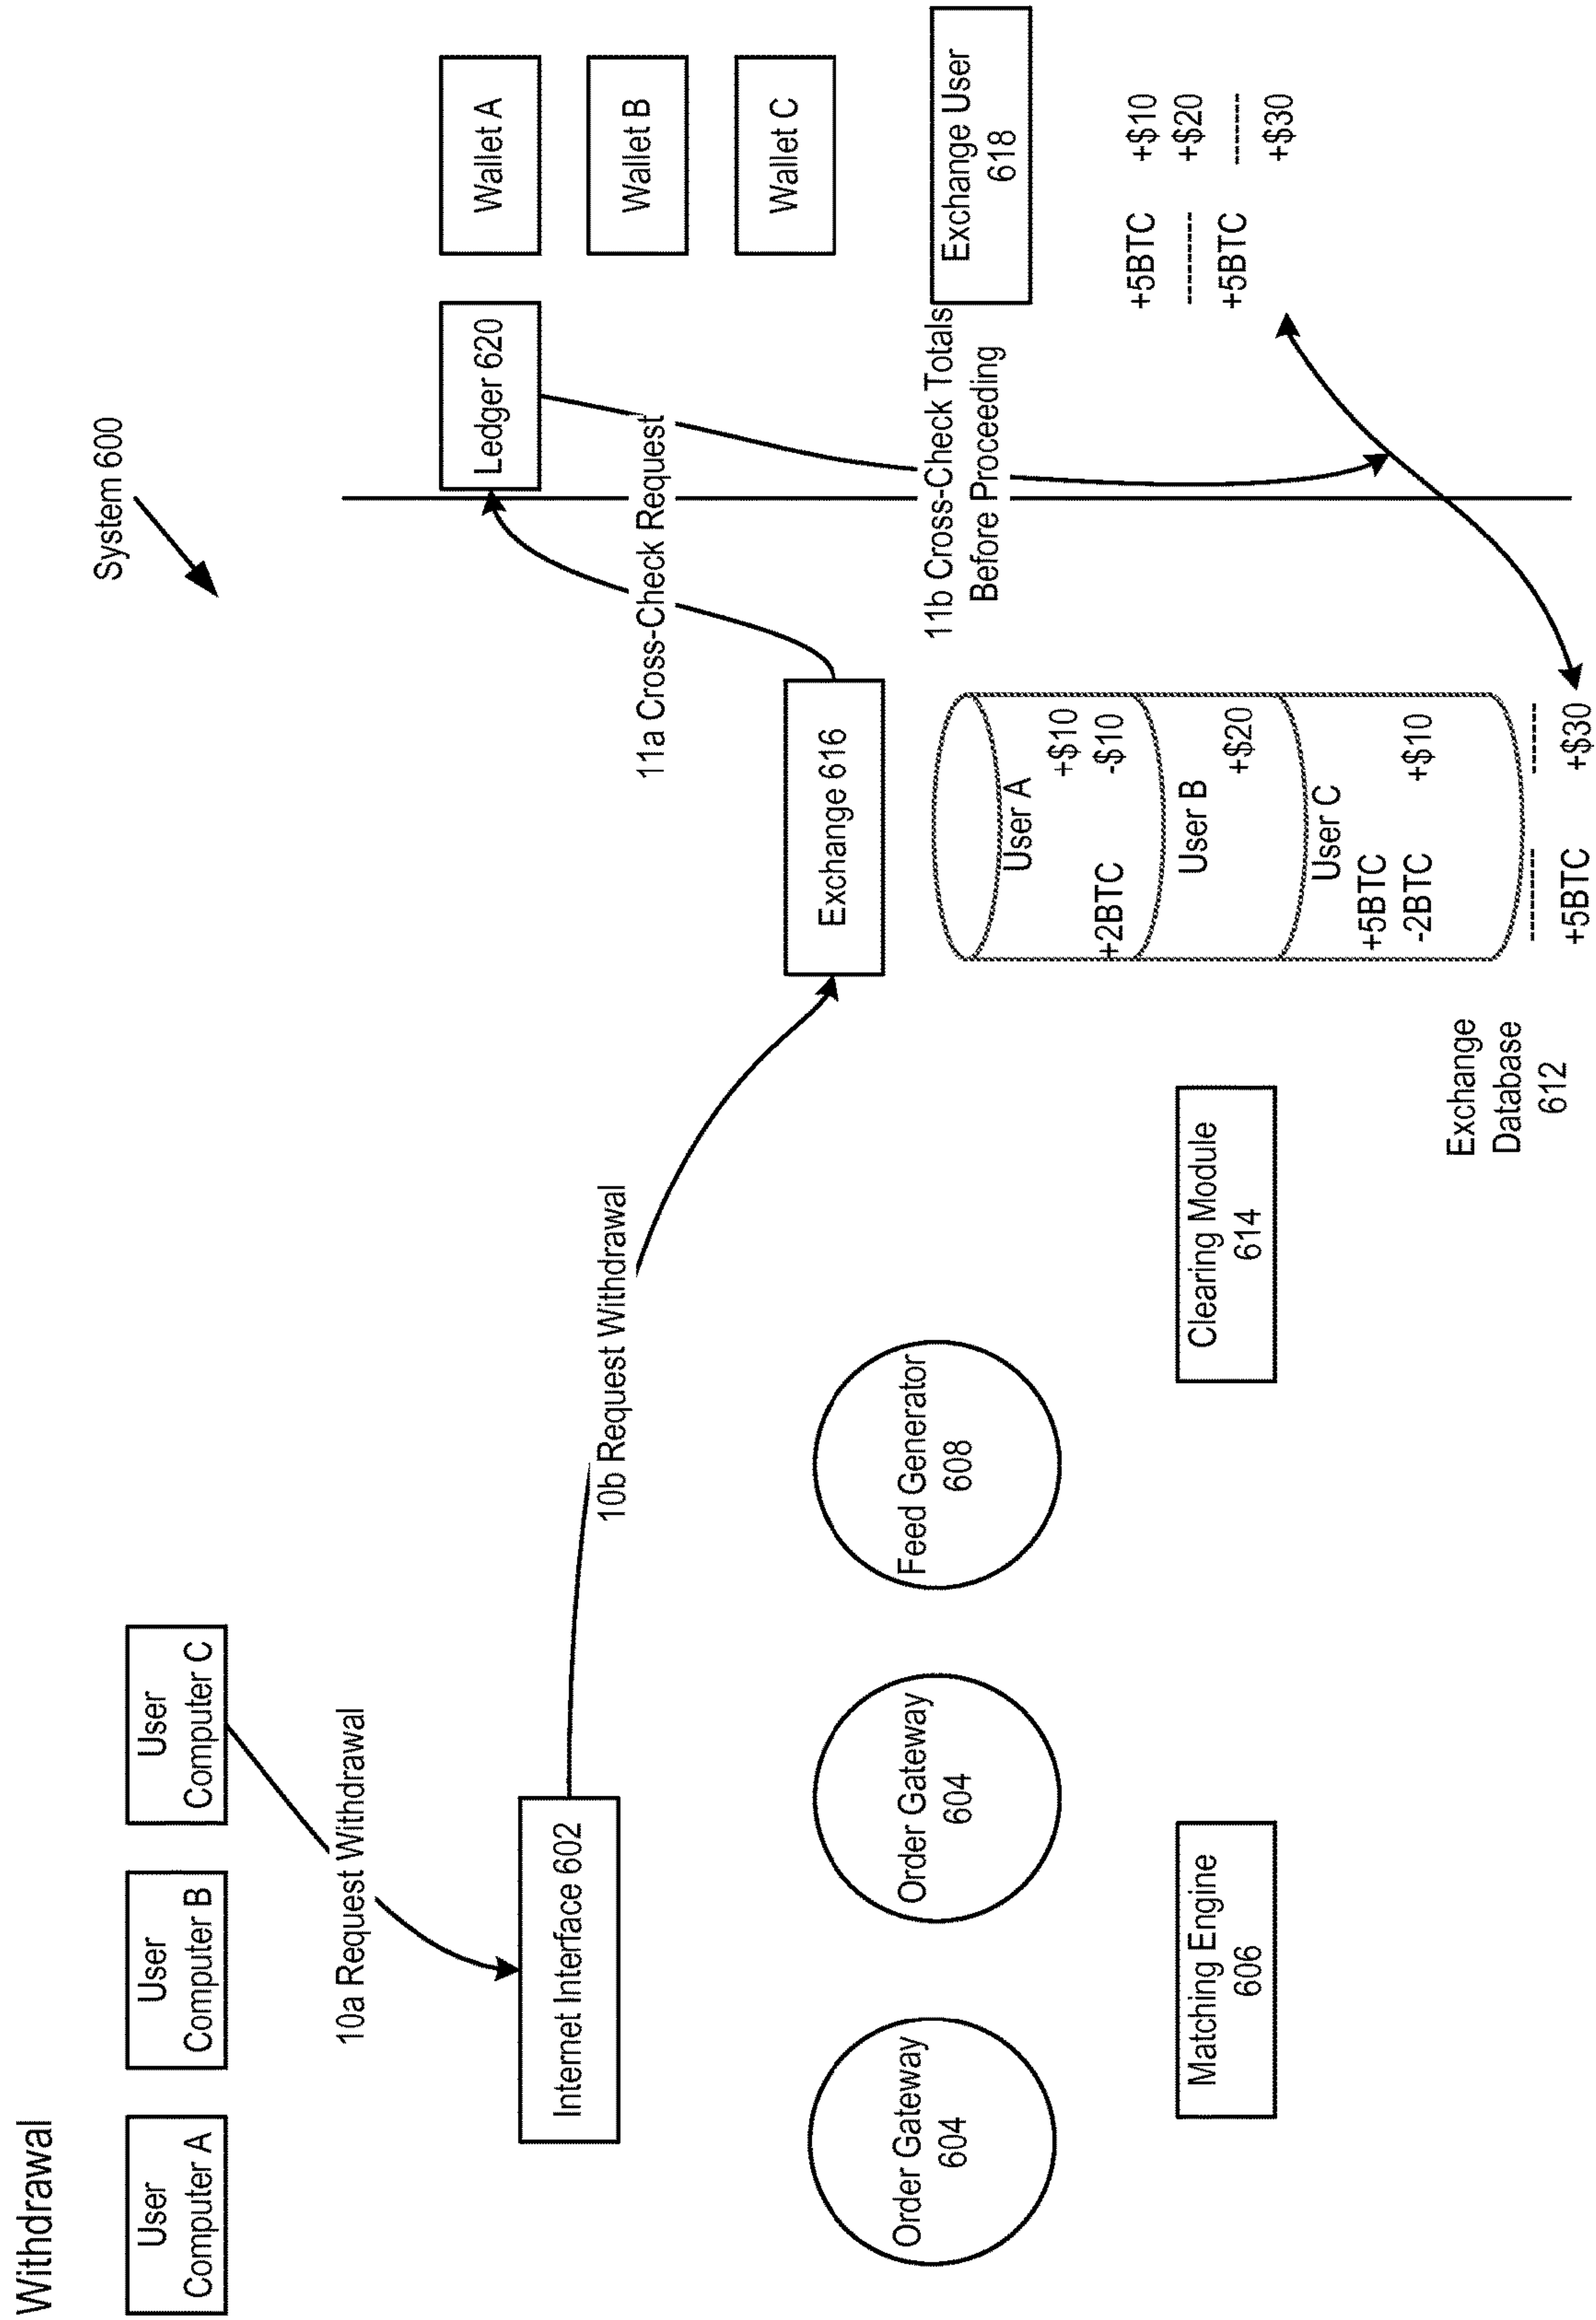 Withdrawal
System 600
User
Computer A
User
Computer B
User
Computer C
10a Request Withdrawal
Internet Interface 602
10b Request Withdrawal
11a Cross-Check Request
Ledger 620
Wallet A
Wallet B
Wallet C
Exchange 616
Order Gateway
604
Order Gateway
604
Feed Generator
608
11b Cross-Check Totals
Before Proceeding
Exchange User
618
Matching Engine
606
Clearing Module
614
User A
+$10
+2BTC -$10
User B
+$20
User C
+5BTC
-2BTC +$10
-------- ------
+5BTC +$30
Exchange
Database
612
+5BTC +$10
-------- +$20
+5BTC ------
+$30